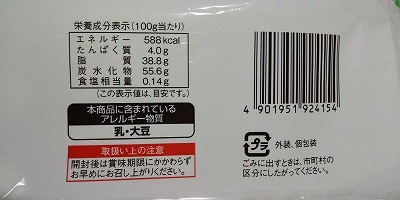 栄養成分表示(100g当たり)
エネルギー 588kcal
たんぱく質 4.0g
脂質 38.8g
炭水化物 55.6g
食塩相当量 0.14g
(この表示値は、目安です。)
本商品に含まれている
アレルギー物質
乳・大豆
取扱い上の注意
開封後は賞味期限にかかわらず
お早めにお召し上がりください。
4 901951 924154
プラ 外装、個包装
ごみに出すときは、市町村の
区分にしたがってください。